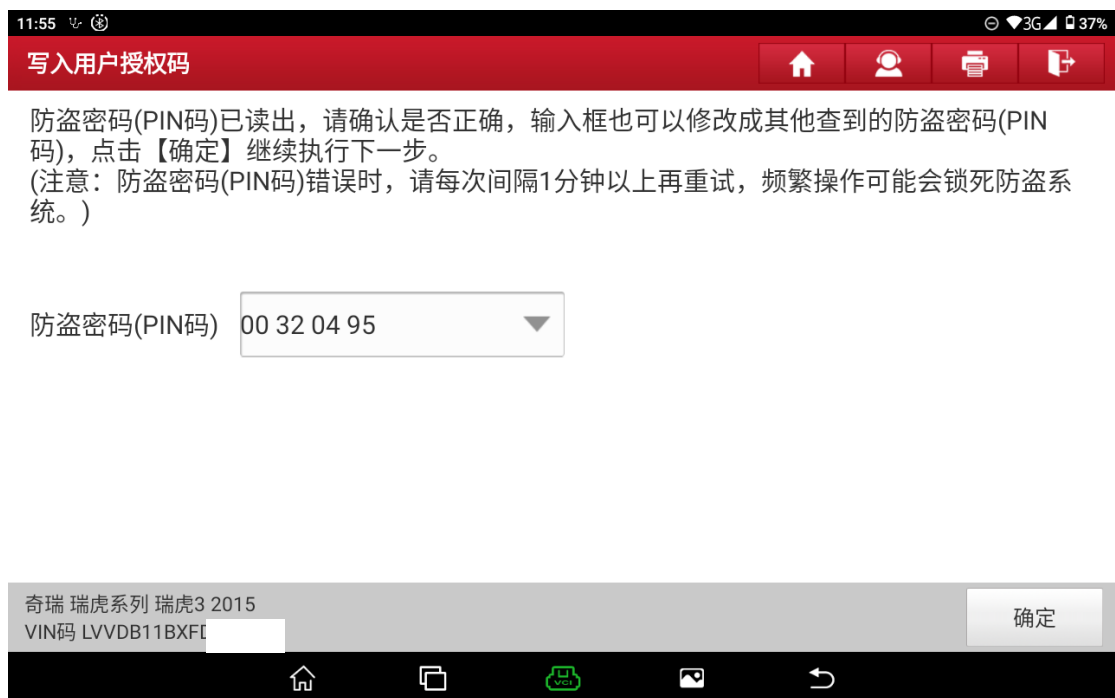 11:55
3G 37%
写入用户授权码
防盗密码(PIN码)已读出，请确认是否正确，输入框也可以修改成其他查到的防盗密码(PIN
码)，点击【确定】继续执行下一步。
(注意：防盗密码(PIN码)错误时，请每次间隔1分钟以上再重试，频繁操作可能会锁死防盗系
统。)
防盗密码(PIN码) 00 32 04 95
奇瑞 瑞虎系列 瑞虎3 2015
VIN码 LVVDB11BXFD
确定
VCI